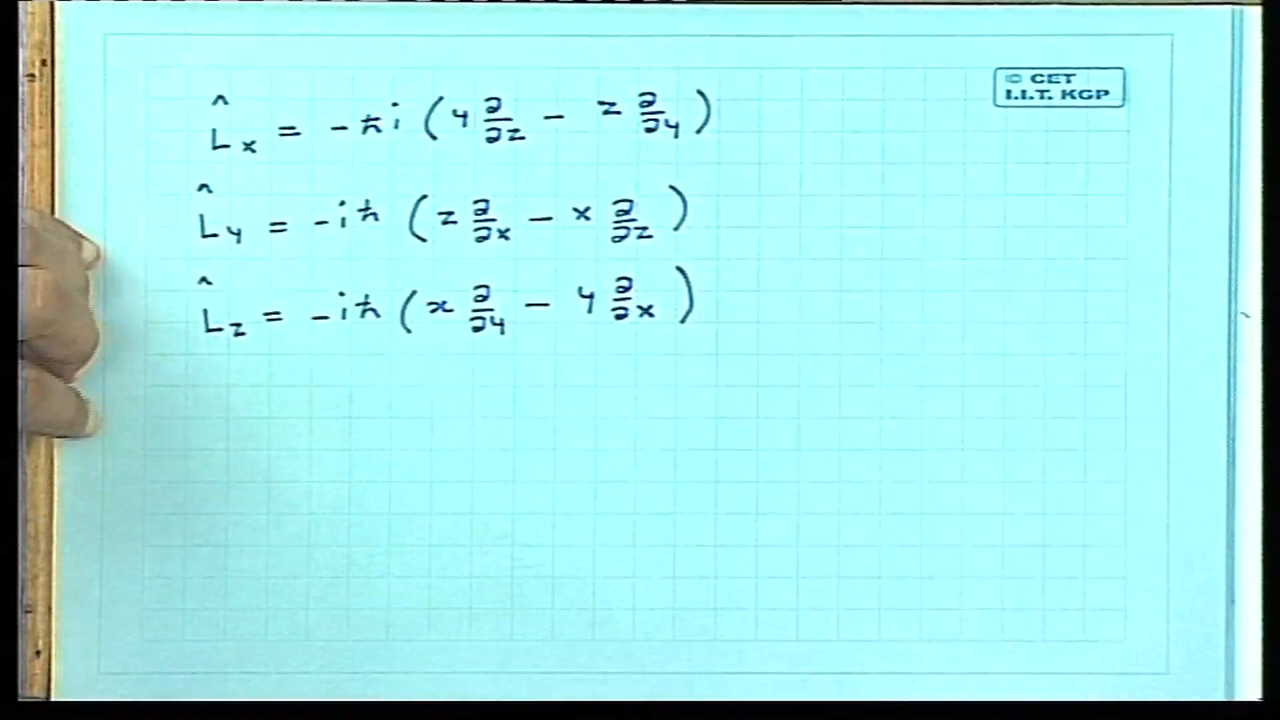 © CET
I.I.T. KGP
L̂x = -ħi (y ∂/∂z - z ∂/∂y)
L̂y = -iħ (z ∂/∂x - x ∂/∂z)
L̂z = -iħ (x ∂/∂y - y ∂/∂x)